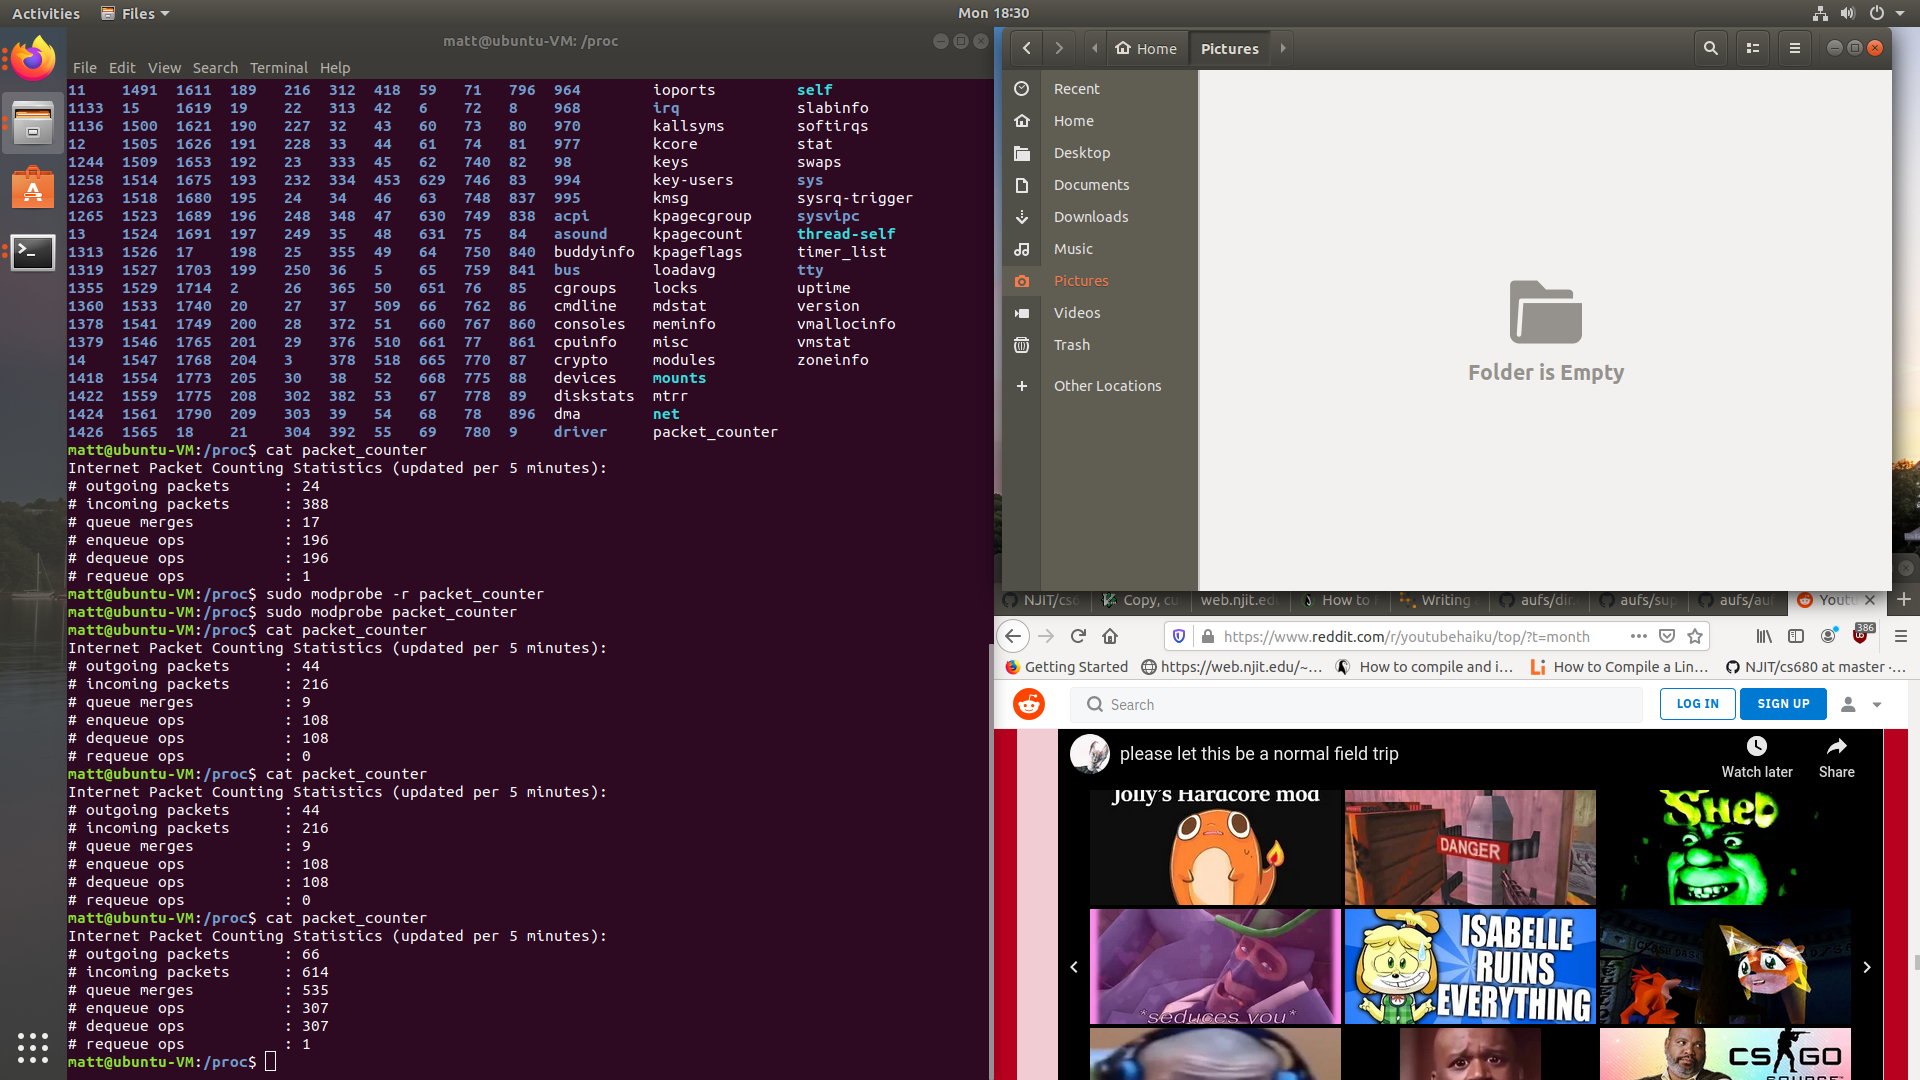 Activities Files Mon 18:30
matt@ubuntu-VM: /proc
File Edit View Search Terminal Help
11 1491 1611 189 216 312 418 59 71 796 964 ioports self
1133 15 1619 19 22 313 42 6 72 8 968 irq slabinfo
1136 1500 1621 190 227 32 43 60 73 80 970 kallsyms softirqs
12 1505 1626 191 228 33 44 61 74 81 977 kcore stat
1244 1509 1653 192 23 333 45 62 740 82 98 keys swaps
1258 1514 1675 193 232 334 453 629 746 83 994 key-users sys
1263 1518 1680 195 24 34 46 63 748 837 995 kmsg sysrq-trigger
1265 1523 1689 196 248 348 47 630 749 838 acpi kpagecgroup sysvipc
13 1524 1691 197 249 35 48 631 75 84 asound kpagecount thread-self
1313 1526 17 198 25 355 49 64 750 840 buddyinfo kpageflags timer_list
1319 1527 1703 199 250 36 5 65 759 841 bus loadavg tty
1355 1529 1714 2 26 365 50 651 76 85 cgroups locks uptime
1360 1533 1740 20 27 37 509 66 762 86 cmdline mdstat version
1378 1541 1749 200 28 372 51 660 767 860 consoles meminfo vmallocinfo
1379 1546 1765 201 29 376 510 661 77 861 cpuinfo misc vmstat
14 1547 1768 204 3 378 518 665 770 87 crypto modules zoneinfo
1418 1554 1773 205 30 38 52 668 775 88 devices mounts
1422 1559 1775 208 302 382 53 67 778 89 diskstats mtrr
1424 1561 1790 209 303 39 54 68 78 896 dma net
1426 1565 18 21 304 392 55 69 780 9 driver packet_counter
matt@ubuntu-VM:/proc$ cat packet_counter
Internet Packet Counting Statistics (updated per 5 minutes):
# outgoing packets : 24
# incoming packets : 388
# queue merges : 17
# enqueue ops : 196
# dequeue ops : 196
# requeue ops : 1
matt@ubuntu-VM:/proc$ sudo modprobe -r packet_counter
matt@ubuntu-VM:/proc$ sudo modprobe packet_counter
matt@ubuntu-VM:/proc$ cat packet_counter
Internet Packet Counting Statistics (updated per 5 minutes):
# outgoing packets : 44
# incoming packets : 216
# queue merges : 9
# enqueue ops : 108
# dequeue ops : 108
# requeue ops : 0
matt@ubuntu-VM:/proc$ cat packet_counter
Internet Packet Counting Statistics (updated per 5 minutes):
# outgoing packets : 44
# incoming packets : 216
# queue merges : 9
# enqueue ops : 108
# dequeue ops : 108
# requeue ops : 0
matt@ubuntu-VM:/proc$ cat packet_counter
Internet Packet Counting Statistics (updated per 5 minutes):
# outgoing packets : 66
# incoming packets : 614
# queue merges : 535
# enqueue ops : 307
# dequeue ops : 307
# requeue ops : 1
matt@ubuntu-VM:/proc$
Home Pictures
Recent
Home
Desktop
Documents
Downloads
Music
Pictures
Videos
Trash
Other Locations
Folder is Empty
NJIT/cs6 Copy, cu web.njit.ed How to Writing aufs/dir. aufs/sup aufs/auf Youtu
https://www.reddit.com/r/youtubehaiku/top/?t=month 386
Getting Started https://web.njit.edu/~... How to compile and i... How to Compile a Lin... NJIT/cs680 at master ·...
Search LOG IN SIGN UP
please let this be a normal field trip
Watch later Share
Jolly's Hardcore mod
DANGER
*seduces you*
ISABELLE
RUINS
EVERYTHING
CS GO